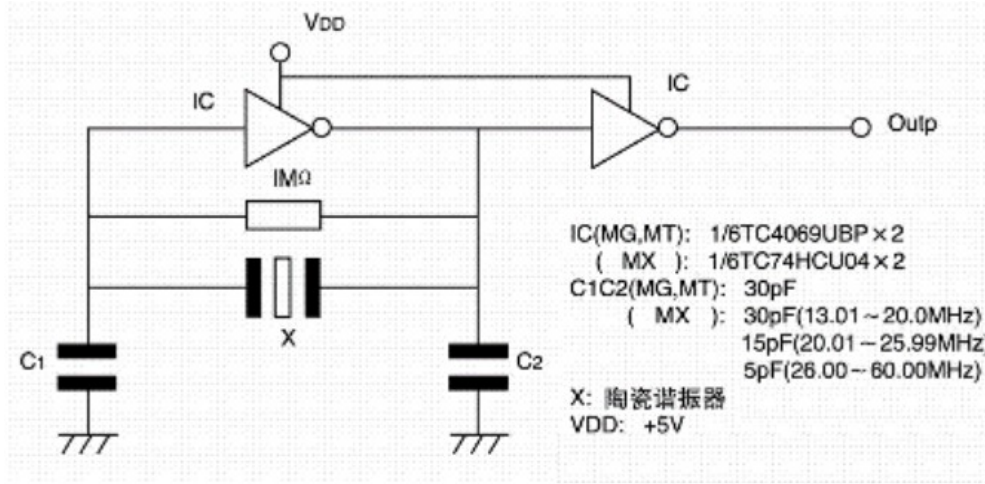 VDD
IC
IC
Outp
IMΩ
X
C1
C2
IC(MG,MT): 1/6TC4069UBP×2
( MX ): 1/6TC74HCU04×2
C1C2(MG,MT): 30pF
( MX ): 30pF(13.01~20.0MHz)
15pF(20.01~25.99MHz)
5pF(26.00~60.00MHz)
X: 陶瓷谐振器
VDD: +5V